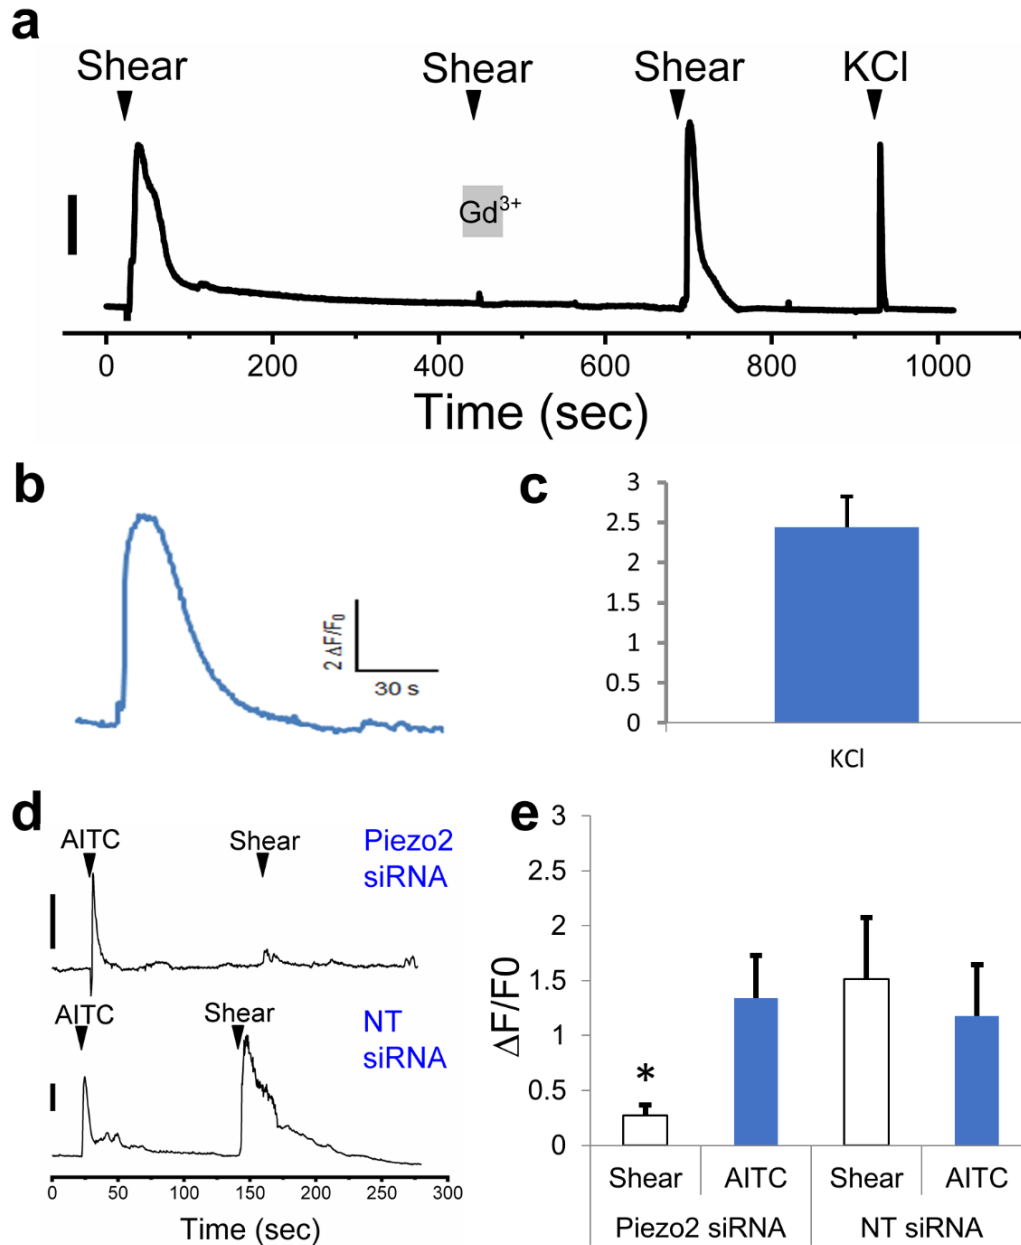 a
Shear Shear Shear KCl
Gd³⁺
0 200 400 600 800 1000
Time (sec)
b
2 ΔF/F₀
30 s
c
3
2.5
2
1.5
1
0.5
0
KCl
d
AITC Shear Piezo2
siRNA
AITC Shear NT
siRNA
0 50 100 150 200 250 300
Time (sec)
e
3
2.5
2
1.5
1
0.5
0
ΔF/F0
*
Shear AITC Shear AITC
Piezo2 siRNA NT siRNA